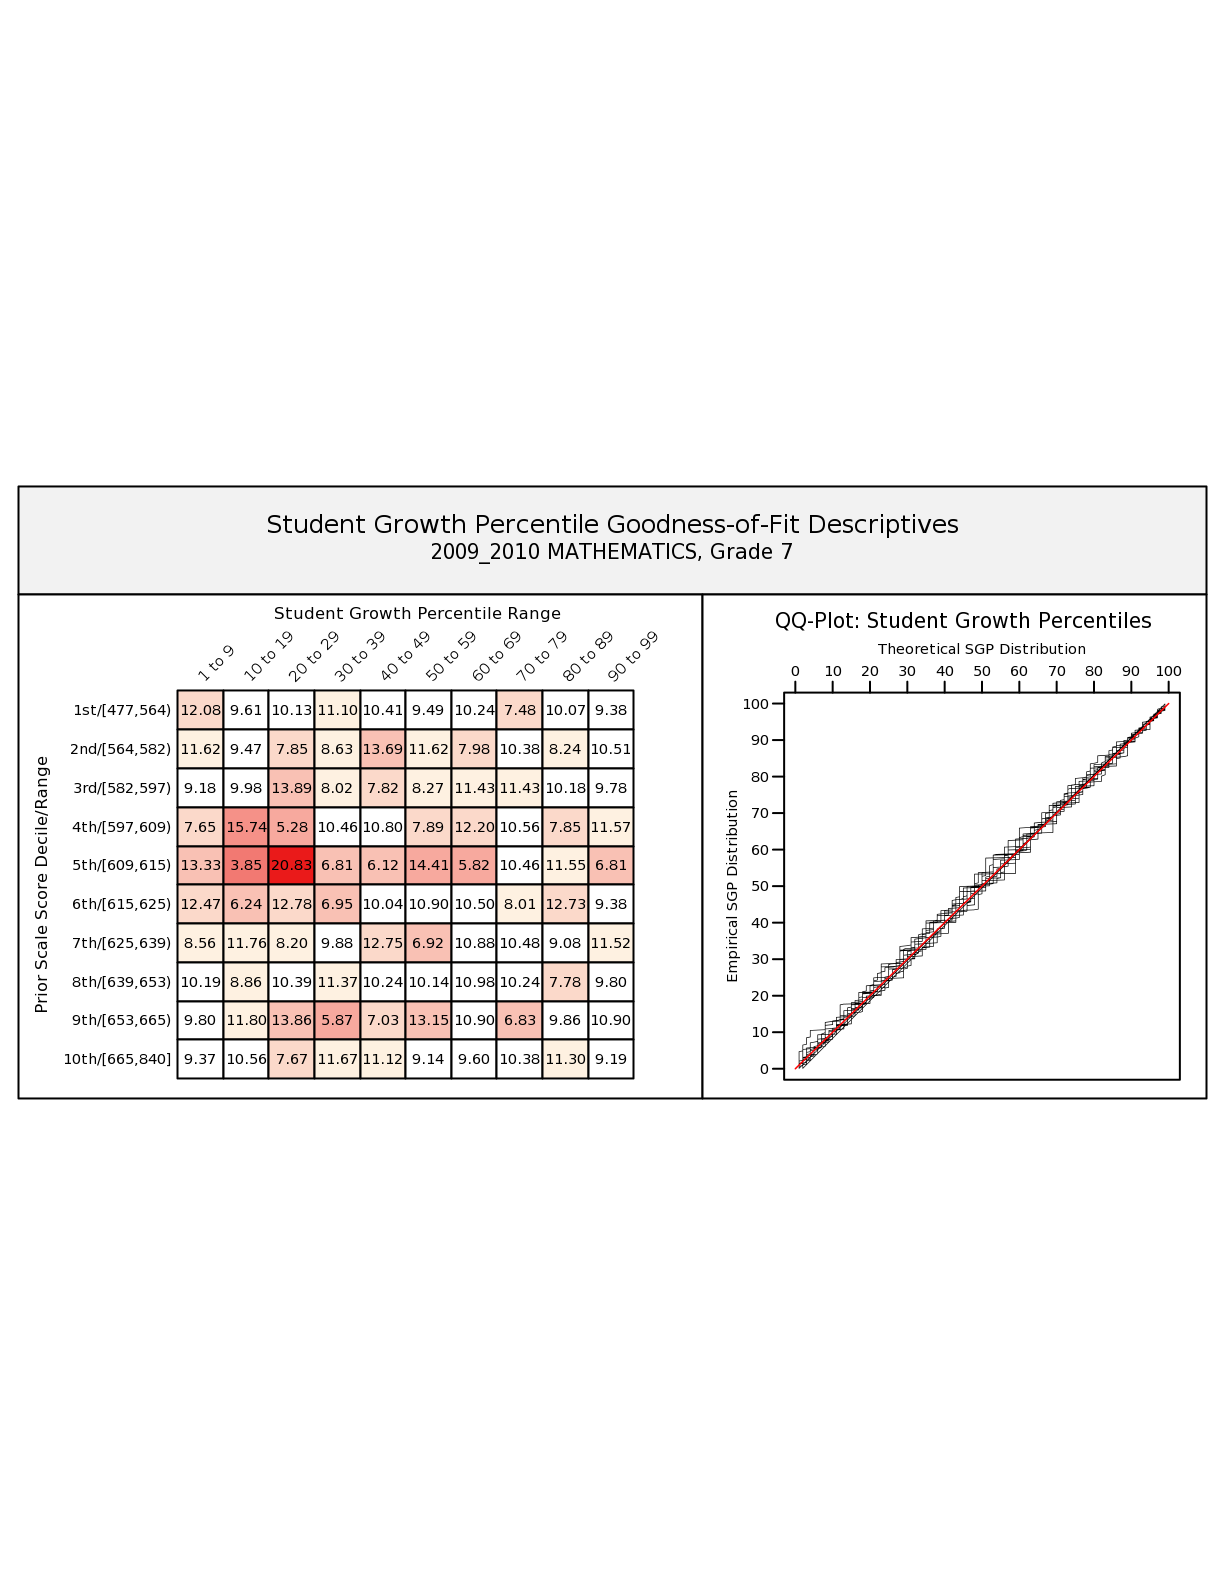 Student Growth Percentile Goodness-of-Fit Descriptives
2009_2010 MATHEMATICS, Grade 7
Student Growth Percentile Range
1 to 9 10 to 19 20 to 29 30 to 39 40 to 49 50 to 59 60 to 69 70 to 79 80 to 89 90 to 99
Prior Scale Score Decile/Range
1st/[477,564) 12.08 9.61 10.13 11.10 10.41 9.49 10.24 7.48 10.07 9.38
2nd/[564,582) 11.62 9.47 7.85 8.63 13.69 11.62 7.98 10.38 8.24 10.51
3rd/[582,597) 9.18 9.98 13.89 8.02 7.82 8.27 11.43 11.43 10.18 9.78
4th/[597,609) 7.65 15.74 5.28 10.46 10.80 7.89 12.20 10.56 7.85 11.57
5th/[609,615) 13.33 3.85 20.83 6.81 6.12 14.41 5.82 10.46 11.55 6.81
6th/[615,625) 12.47 6.24 12.78 6.95 10.04 10.90 10.50 8.01 12.73 9.38
7th/[625,639) 8.56 11.76 8.20 9.88 12.75 6.92 10.88 10.48 9.08 11.52
8th/[639,653) 10.19 8.86 10.39 11.37 10.24 10.14 10.98 10.24 7.78 9.80
9th/[653,665) 9.80 11.80 13.86 5.87 7.03 13.15 10.90 6.83 9.86 10.90
10th/[665,840] 9.37 10.56 7.67 11.67 11.12 9.14 9.60 10.38 11.30 9.19
QQ-Plot: Student Growth Percentiles
Theoretical SGP Distribution
0 10 20 30 40 50 60 70 80 90 100
Empirical SGP Distribution
100
90
80
70
60
50
40
30
20
10
0